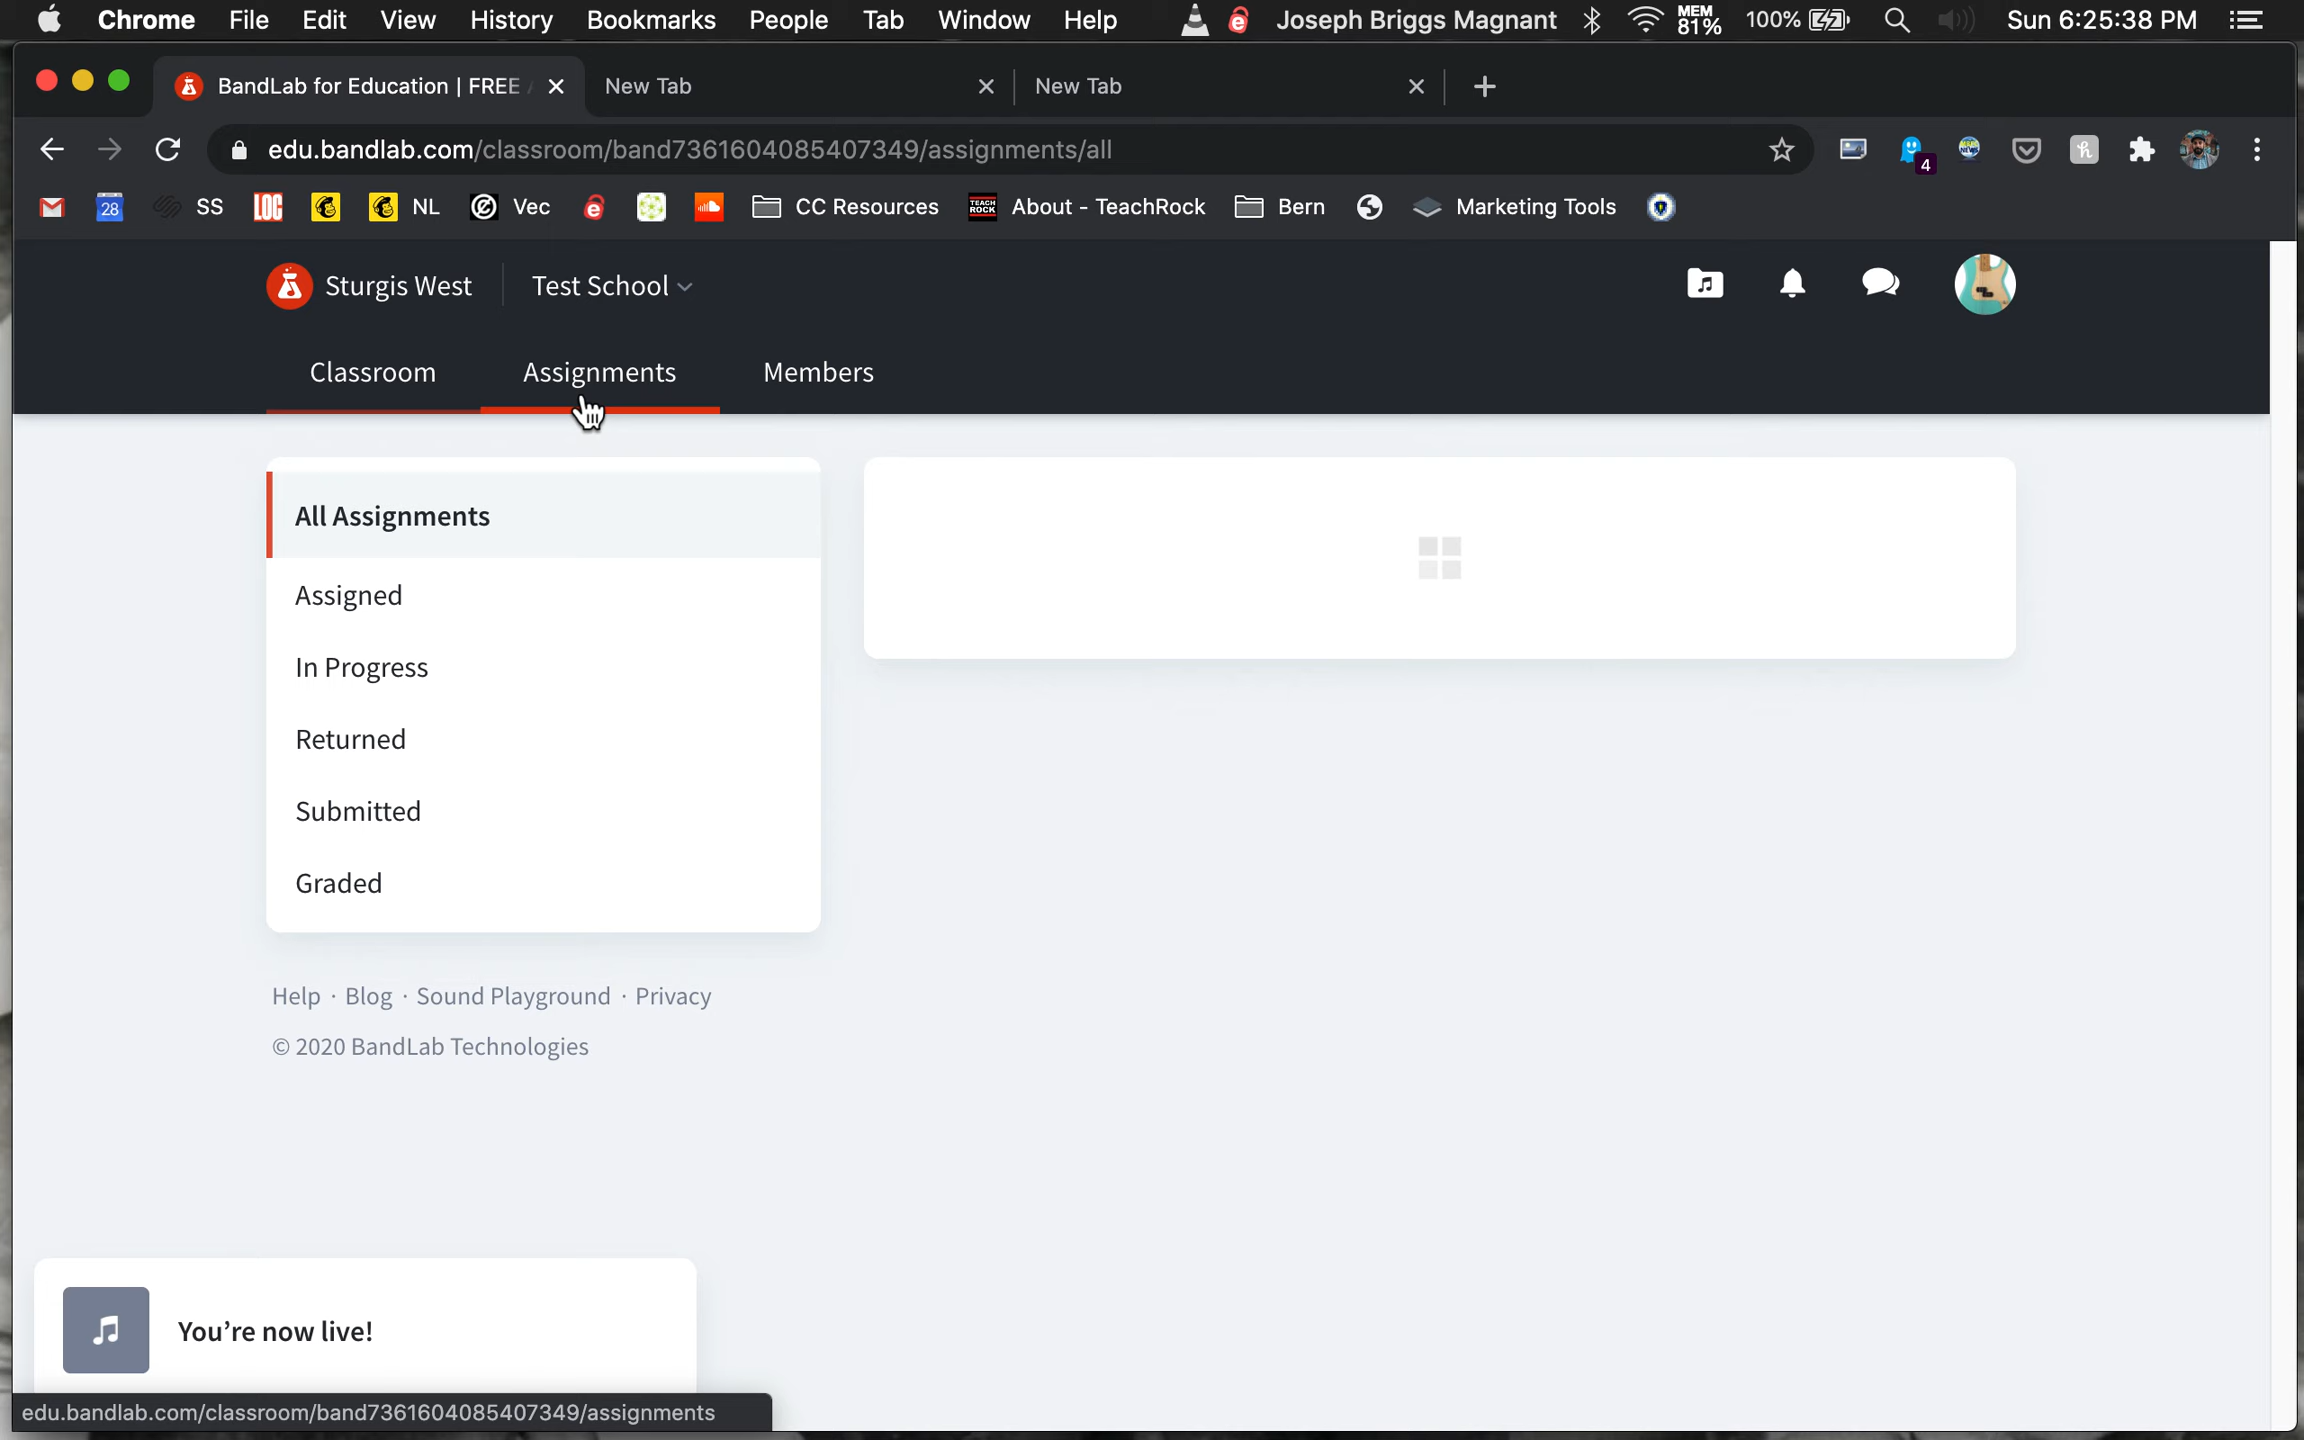 Chrome File Edit View History Bookmarks People Tab Window Help Joseph Briggs Magnant MEM 81% 100% Sun 6:25:38 PM
BandLab for Education | FREE New Tab New Tab
edu.bandlab.com/classroom/band7361604085407349/assignments/all 4
28 SS LOC NL Vec CC Resources TEACH ROCK About - TeachRock Bern Marketing Tools
Sturgis West Test School
Classroom Assignments Members
All Assignments
Assigned
In Progress
Returned
Submitted
Graded
Help · Blog · Sound Playground · Privacy
© 2020 BandLab Technologies
You’re now live!
edu.bandlab.com/classroom/band7361604085407349/assignments